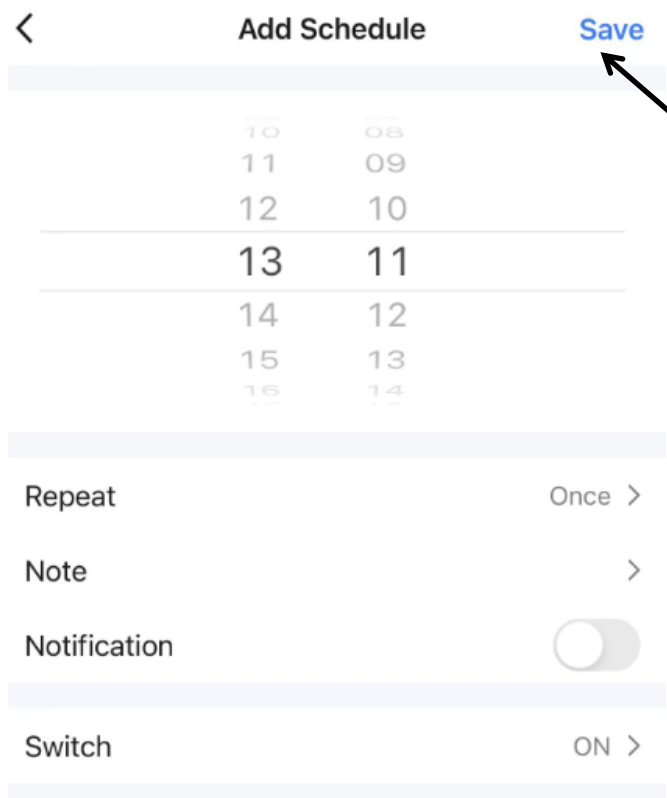 Add Schedule Save
10 08
11 09
12 10
13 11
14 12
15 13
16 14
Repeat Once
Note
Notification
Switch ON